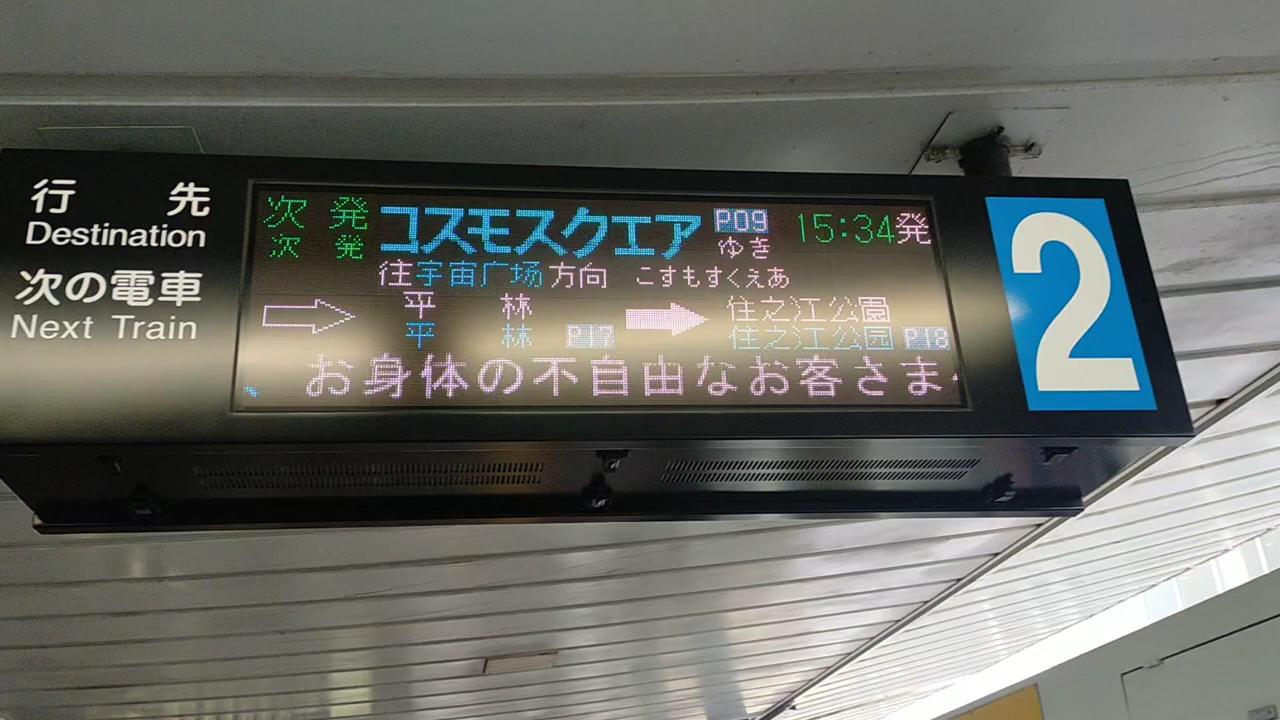 行 先
Destination
次の電車
Next Train
次 発 コスモスクエア P09 ゆき 15:34発
次 発 往宇宙广场方向 こすもすくえあ
平 林 住之江公園
平 林 P17 住之江公园 P18
お身体の不自由なお客さま
2